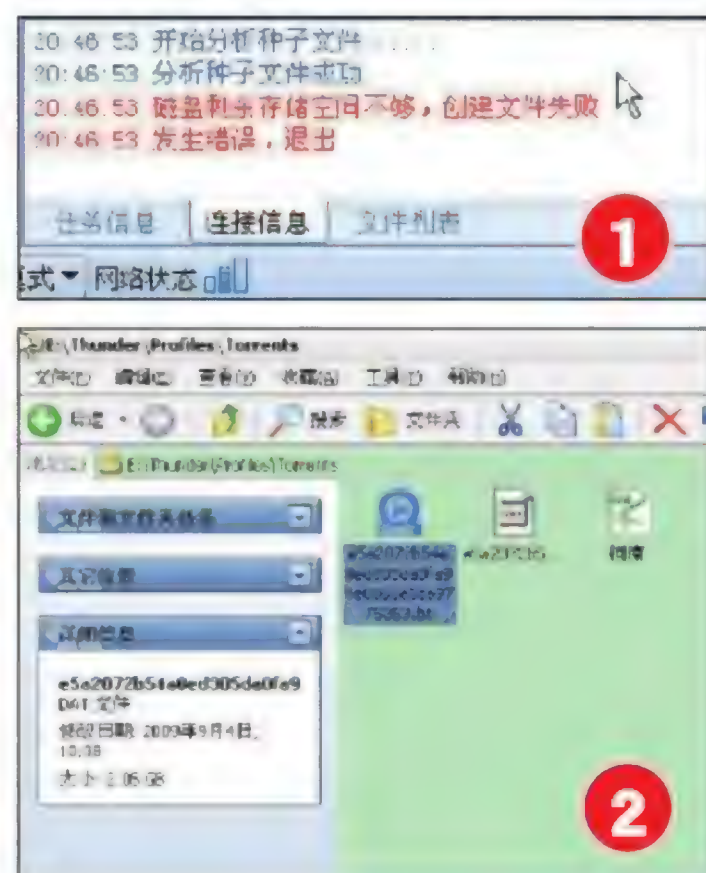 20:46:53 开始分析种子文件....
20:46:53 分析种子文件成功
20:46:53 磁盘剩余存储空间不够，创建文件失败
20:46:53 发生错误，退出
任务信息 连接信息 文件列表
模式 网络状态
1
E:\Thunder\Profiles\Torrents
文件 编辑 查看 收藏 工具 帮助
后退 搜索 文件夹
E:\Thunder\Profiles\Torrents
文件和文件夹任务
其它位置
详细信息
e5a2072b54a0ed305da0fa9
DAT 文件
修改日期: 2009年9月4日,
大小:
2